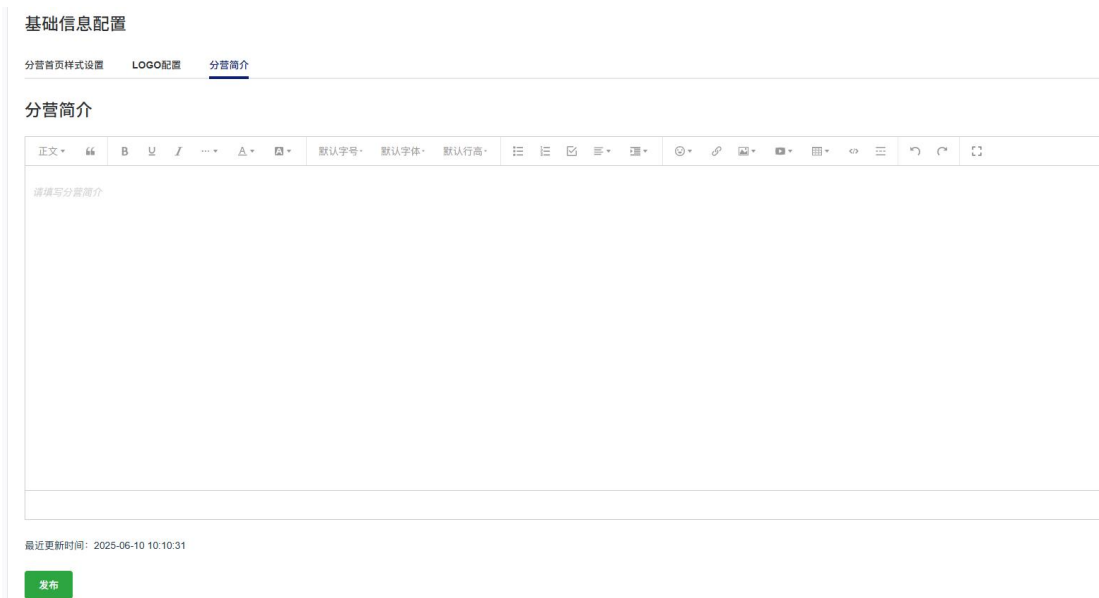 基础信息配置
分营首页样式设置 LOGO配置 分营简介
分营简介
正文 B U I A A 默认字号 默认字体 默认行高
请填写分营简介
最近更新时间：2025-06-10 10:10:31
发布